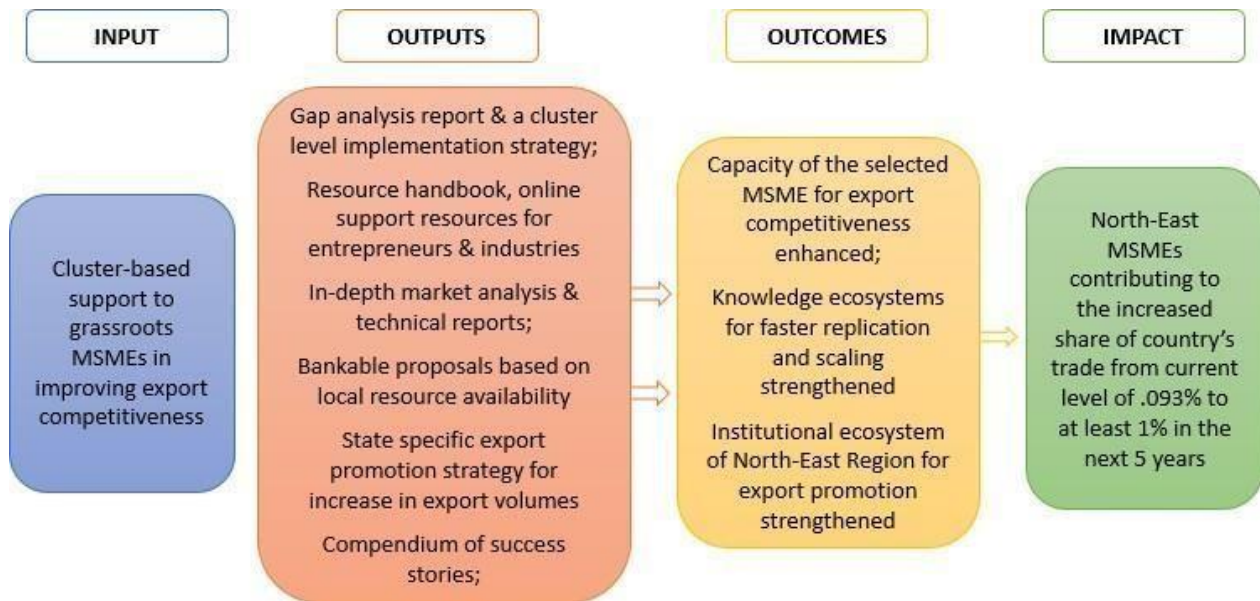 INPUT
OUTPUTS
OUTCOMES
IMPACT
Cluster-based
support to
grassroots
MSMEs in
improving export
competitiveness
Gap analysis report & a cluster
level implementation strategy;
Resource handbook, online
support resources for
entrepreneurs & industries
In-depth market analysis &
technical reports;
Bankable proposals based on
local resource availability
State specific export
promotion strategy for
increase in export volumes
Compendium of success
stories;
Capacity of the selected
MSME for export
competitiveness
enhanced;
Knowledge ecosystems
for faster replication
and scaling
strengthened
Institutional ecosystem
of North-East Region for
export promotion
strengthened
North-East
MSMEs
contributing to
the increased
share of country's
trade from current
level of .093% to
at least 1% in the
next 5 years